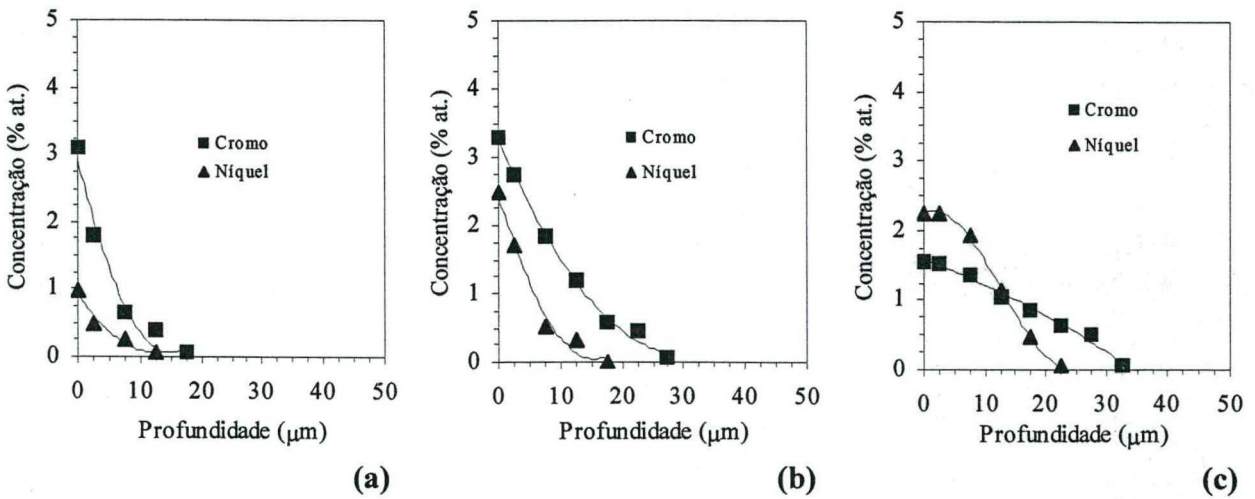 5
4
3
2
1
0
Concentração (% at.)
Cromo
Níquel
0 10 20 30 40 50
Profundidade (μm)
(a)
5
4
3
2
1
0
Concentração (% at.)
Cromo
Níquel
0 10 20 30 40 50
Profundidade (μm)
(b)
5
4
3
2
1
0
Concentração (% at.)
Cromo
Níquel
0 10 20 30 40 50
Profundidade (μm)
(c)